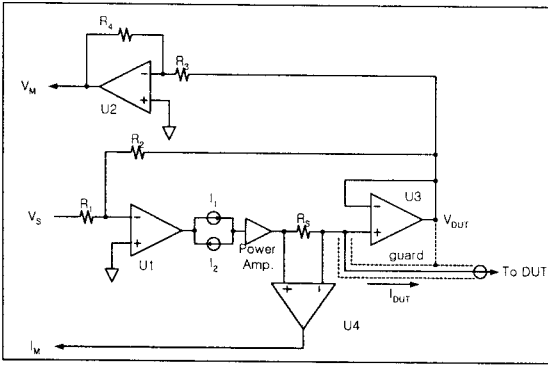 R4
VM
R3
U2
R2
VS
R1
I1
I2
U1
Power
Amp.
RS
U3
VDUT
guard
To DUT
IDUT
U4
IM